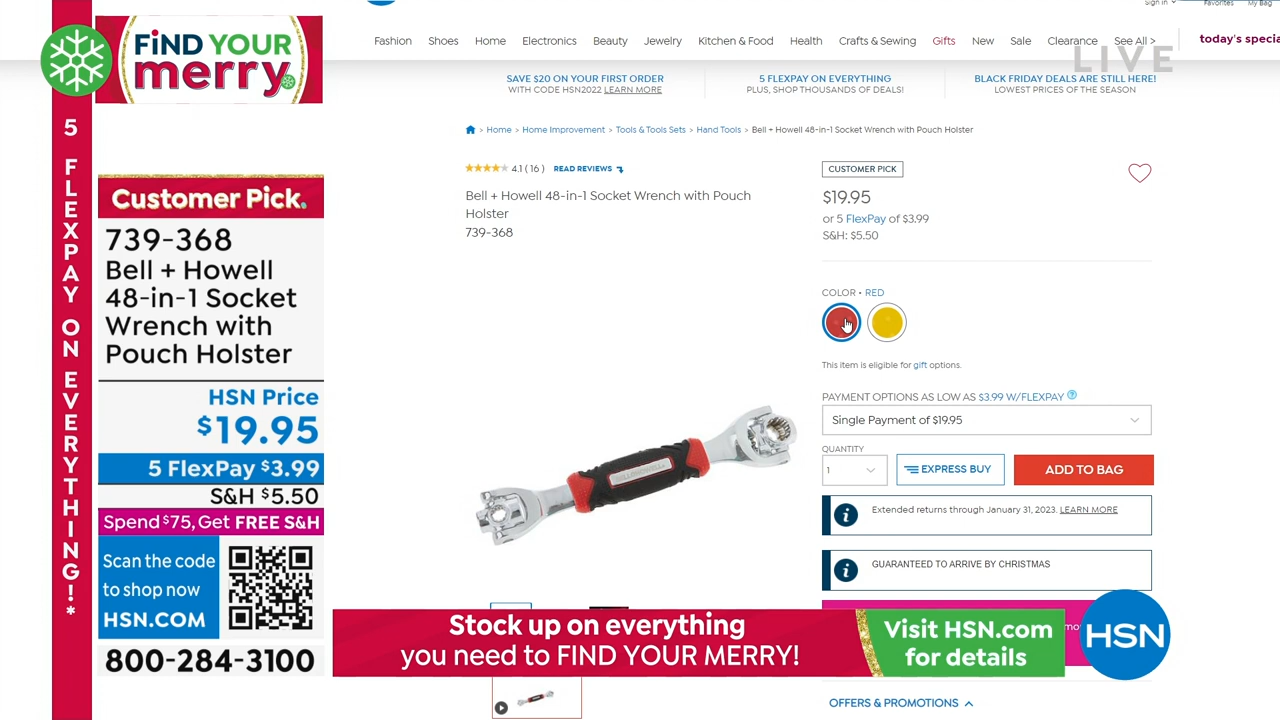 FiND YOUR
merry
5 FLEXPAY ON EVERYTHING!*
Customer Pick.
739-368
Bell + Howell
48-in-1 Socket
Wrench with
Pouch Holster
HSN Price
$19.95
5 FlexPay $3.99
S&H $5.50
Spend $75, Get FREE S&H
Scan the code
to shop now
HSN.COM
800-284-3100
Sign in
Favorites
My Bag
Fashion Shoes Home Electronics Beauty Jewelry Kitchen & Food Health Crafts & Sewing Gifts New Sale Clearance See All >
today's specia
LIVE
SAVE $20 ON YOUR FIRST ORDER
WITH CODE HSN2022 LEARN MORE
5 FLEXPAY ON EVERYTHING
PLUS, SHOP THOUSANDS OF DEALS!
BLACK FRIDAY DEALS ARE STILL HERE!
LOWEST PRICES OF THE SEASON
> Home > Home Improvement > Tools & Tools Sets > Hand Tools > Bell + Howell 48-in-1 Socket Wrench with Pouch Holster
4.1 ( 16 ) READ REVIEWS
Bell + Howell 48-in-1 Socket Wrench with Pouch
Holster
739-368
CUSTOMER PICK
$19.95
or 5 FlexPay of $3.99
S&H: $5.50
COLOR • RED
This item is eligible for gift options.
PAYMENT OPTIONS AS LOW AS $3.99 W/FLEXPAY ?
Single Payment of $19.95
QUANTITY
1
EXPRESS BUY
ADD TO BAG
Extended returns through January 31, 2023. LEARN MORE
GUARANTEED TO ARRIVE BY CHRISTMAS
Stock up on everything
you need to FIND YOUR MERRY!
Visit HSN.com
for details
HSN
OFFERS & PROMOTIONS